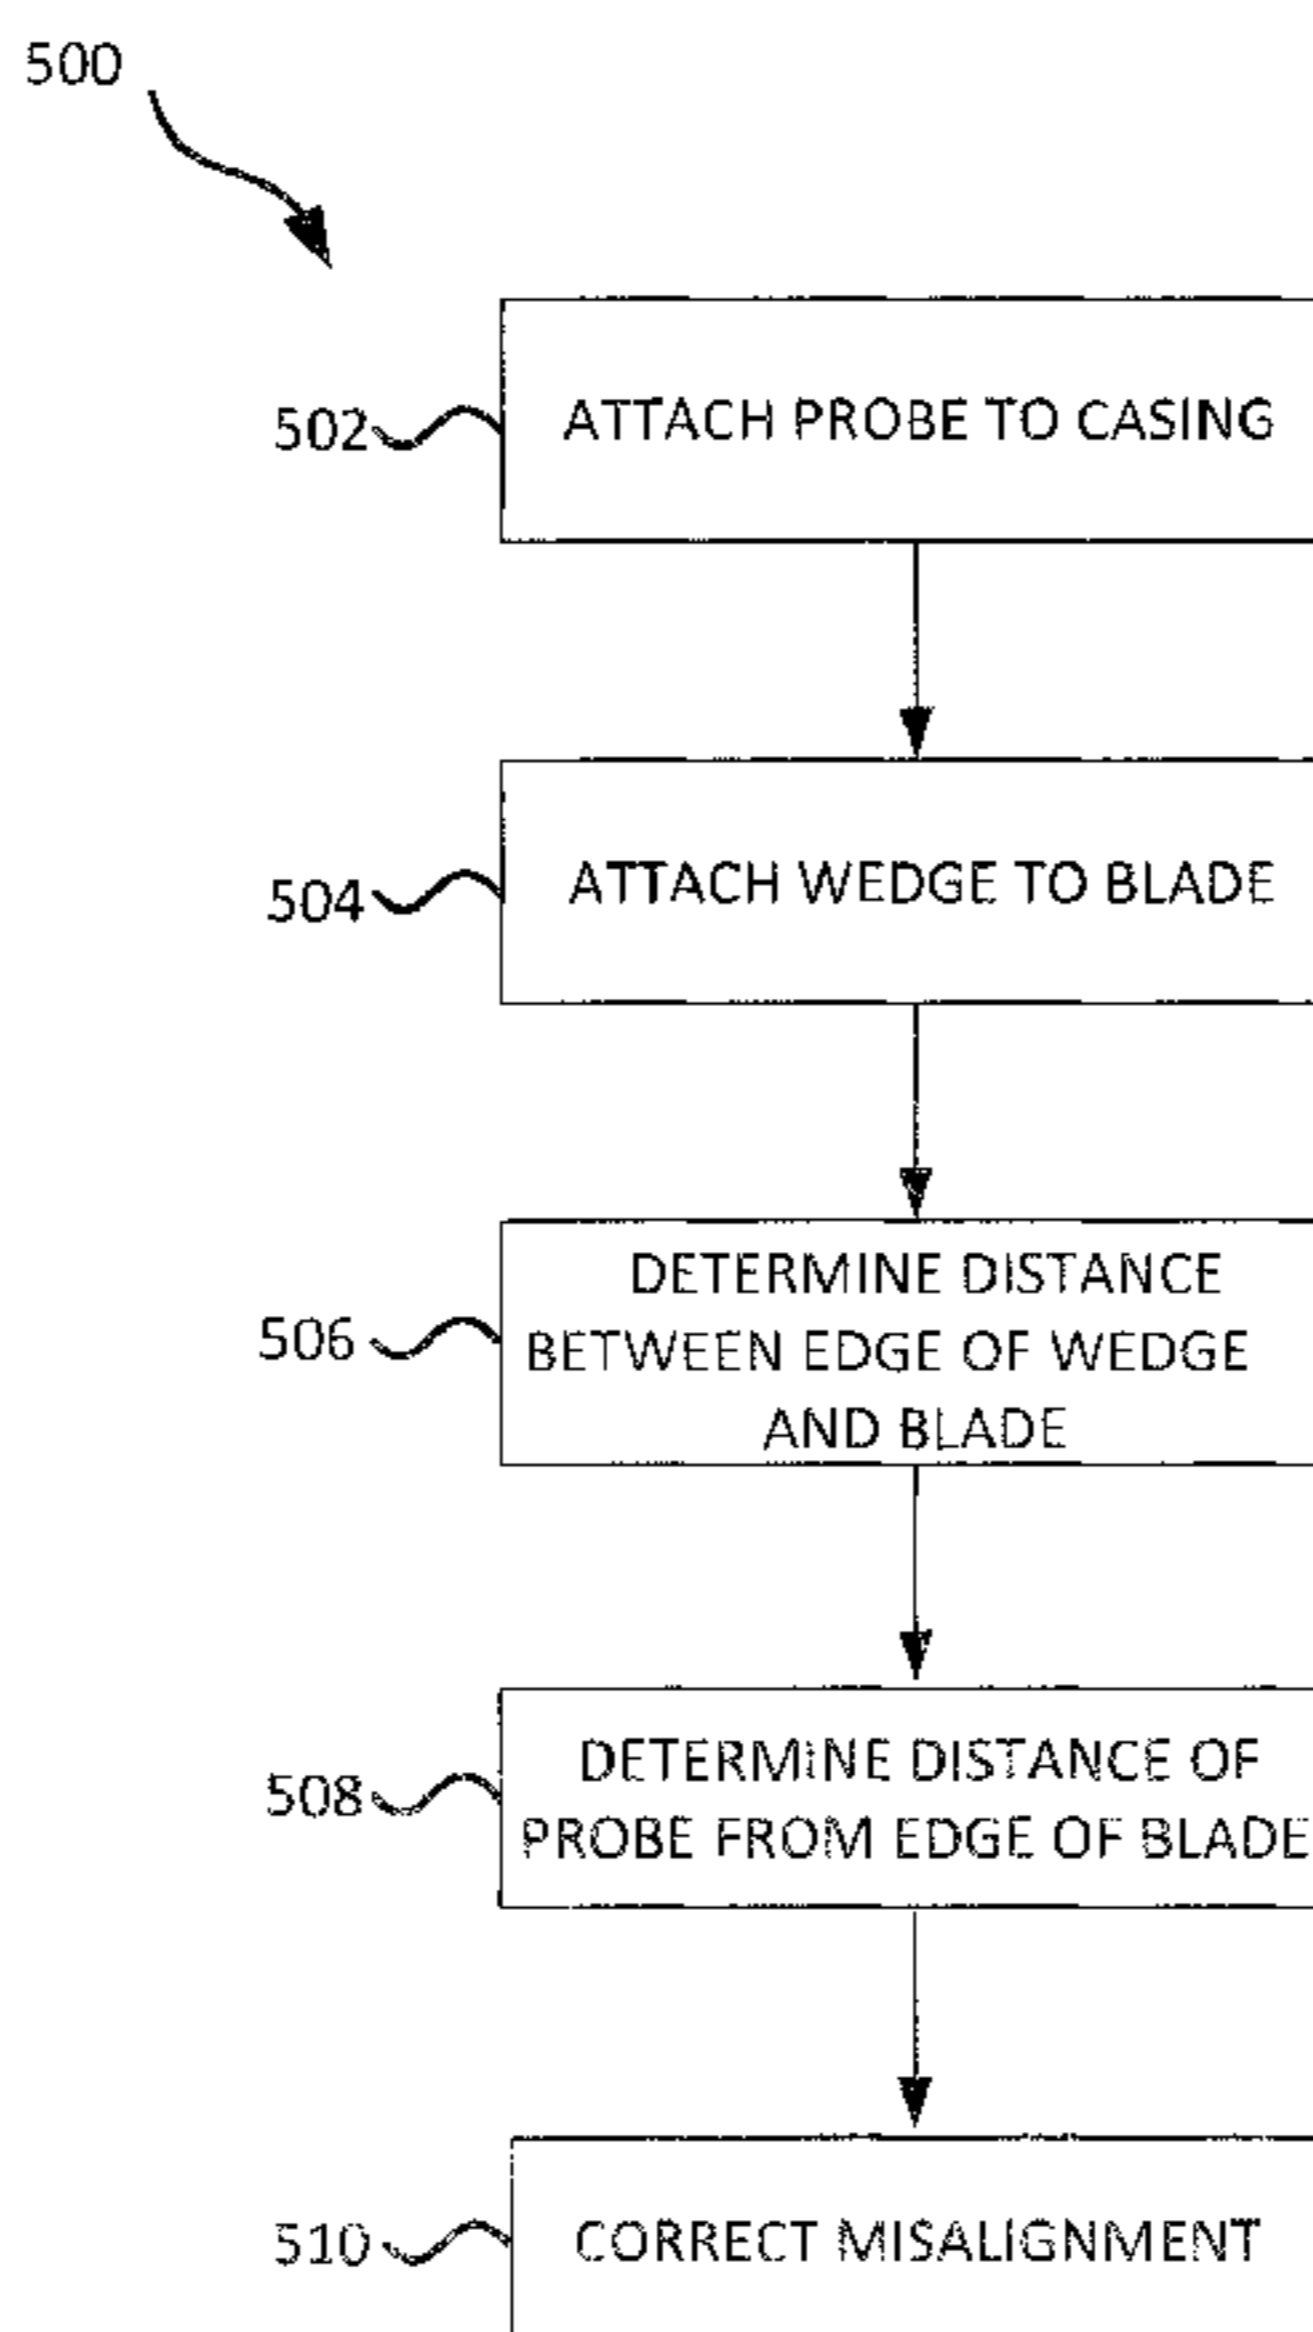 500
502
ATTACH PROBE TO CASING
504
ATTACH WEDGE TO BLADE
506
DETERMINE DISTANCE
BETWEEN EDGE OF WEDGE
AND BLADE
508
DETERMINE DISTANCE OF
PROBE FROM EDGE OF BLADE
510
CORRECT MISALIGNMENT